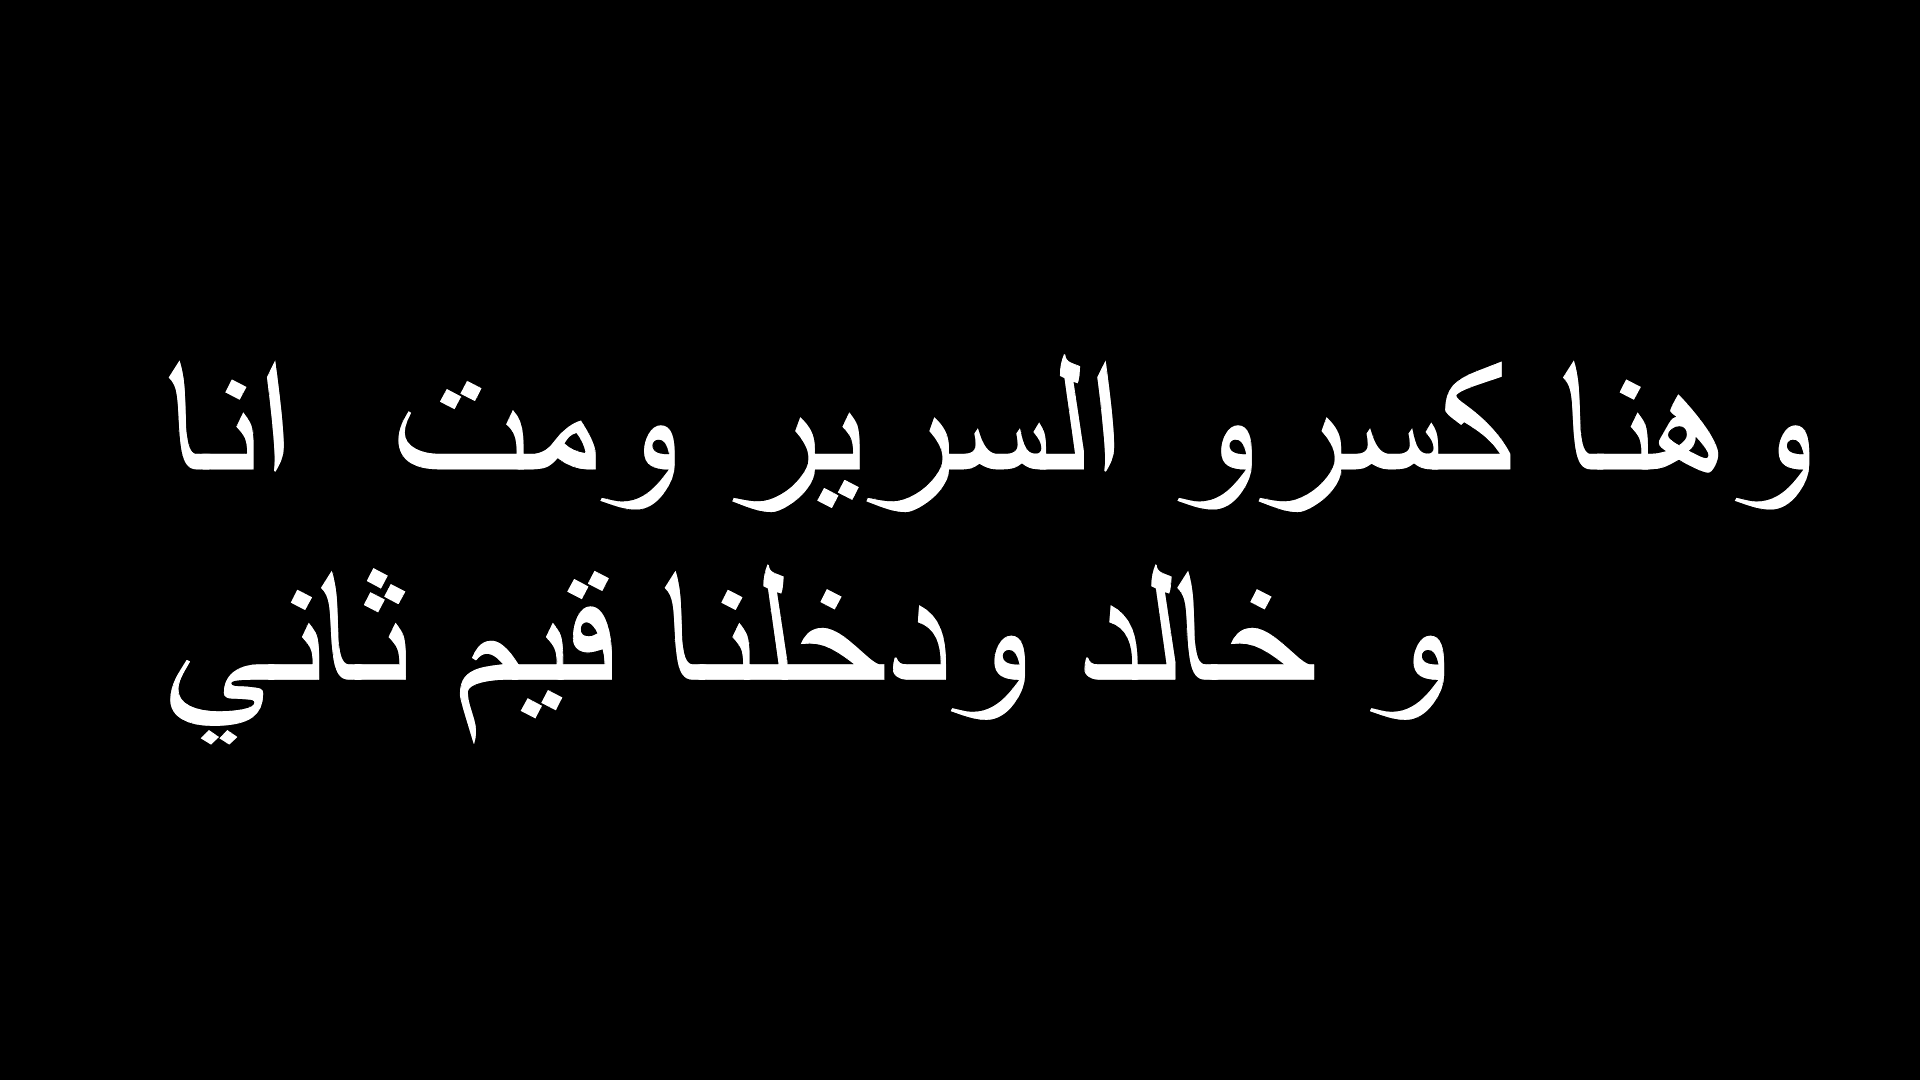 وهنا كسرو السرير ومت انا
و خالد ودخلنا قيم ثاني